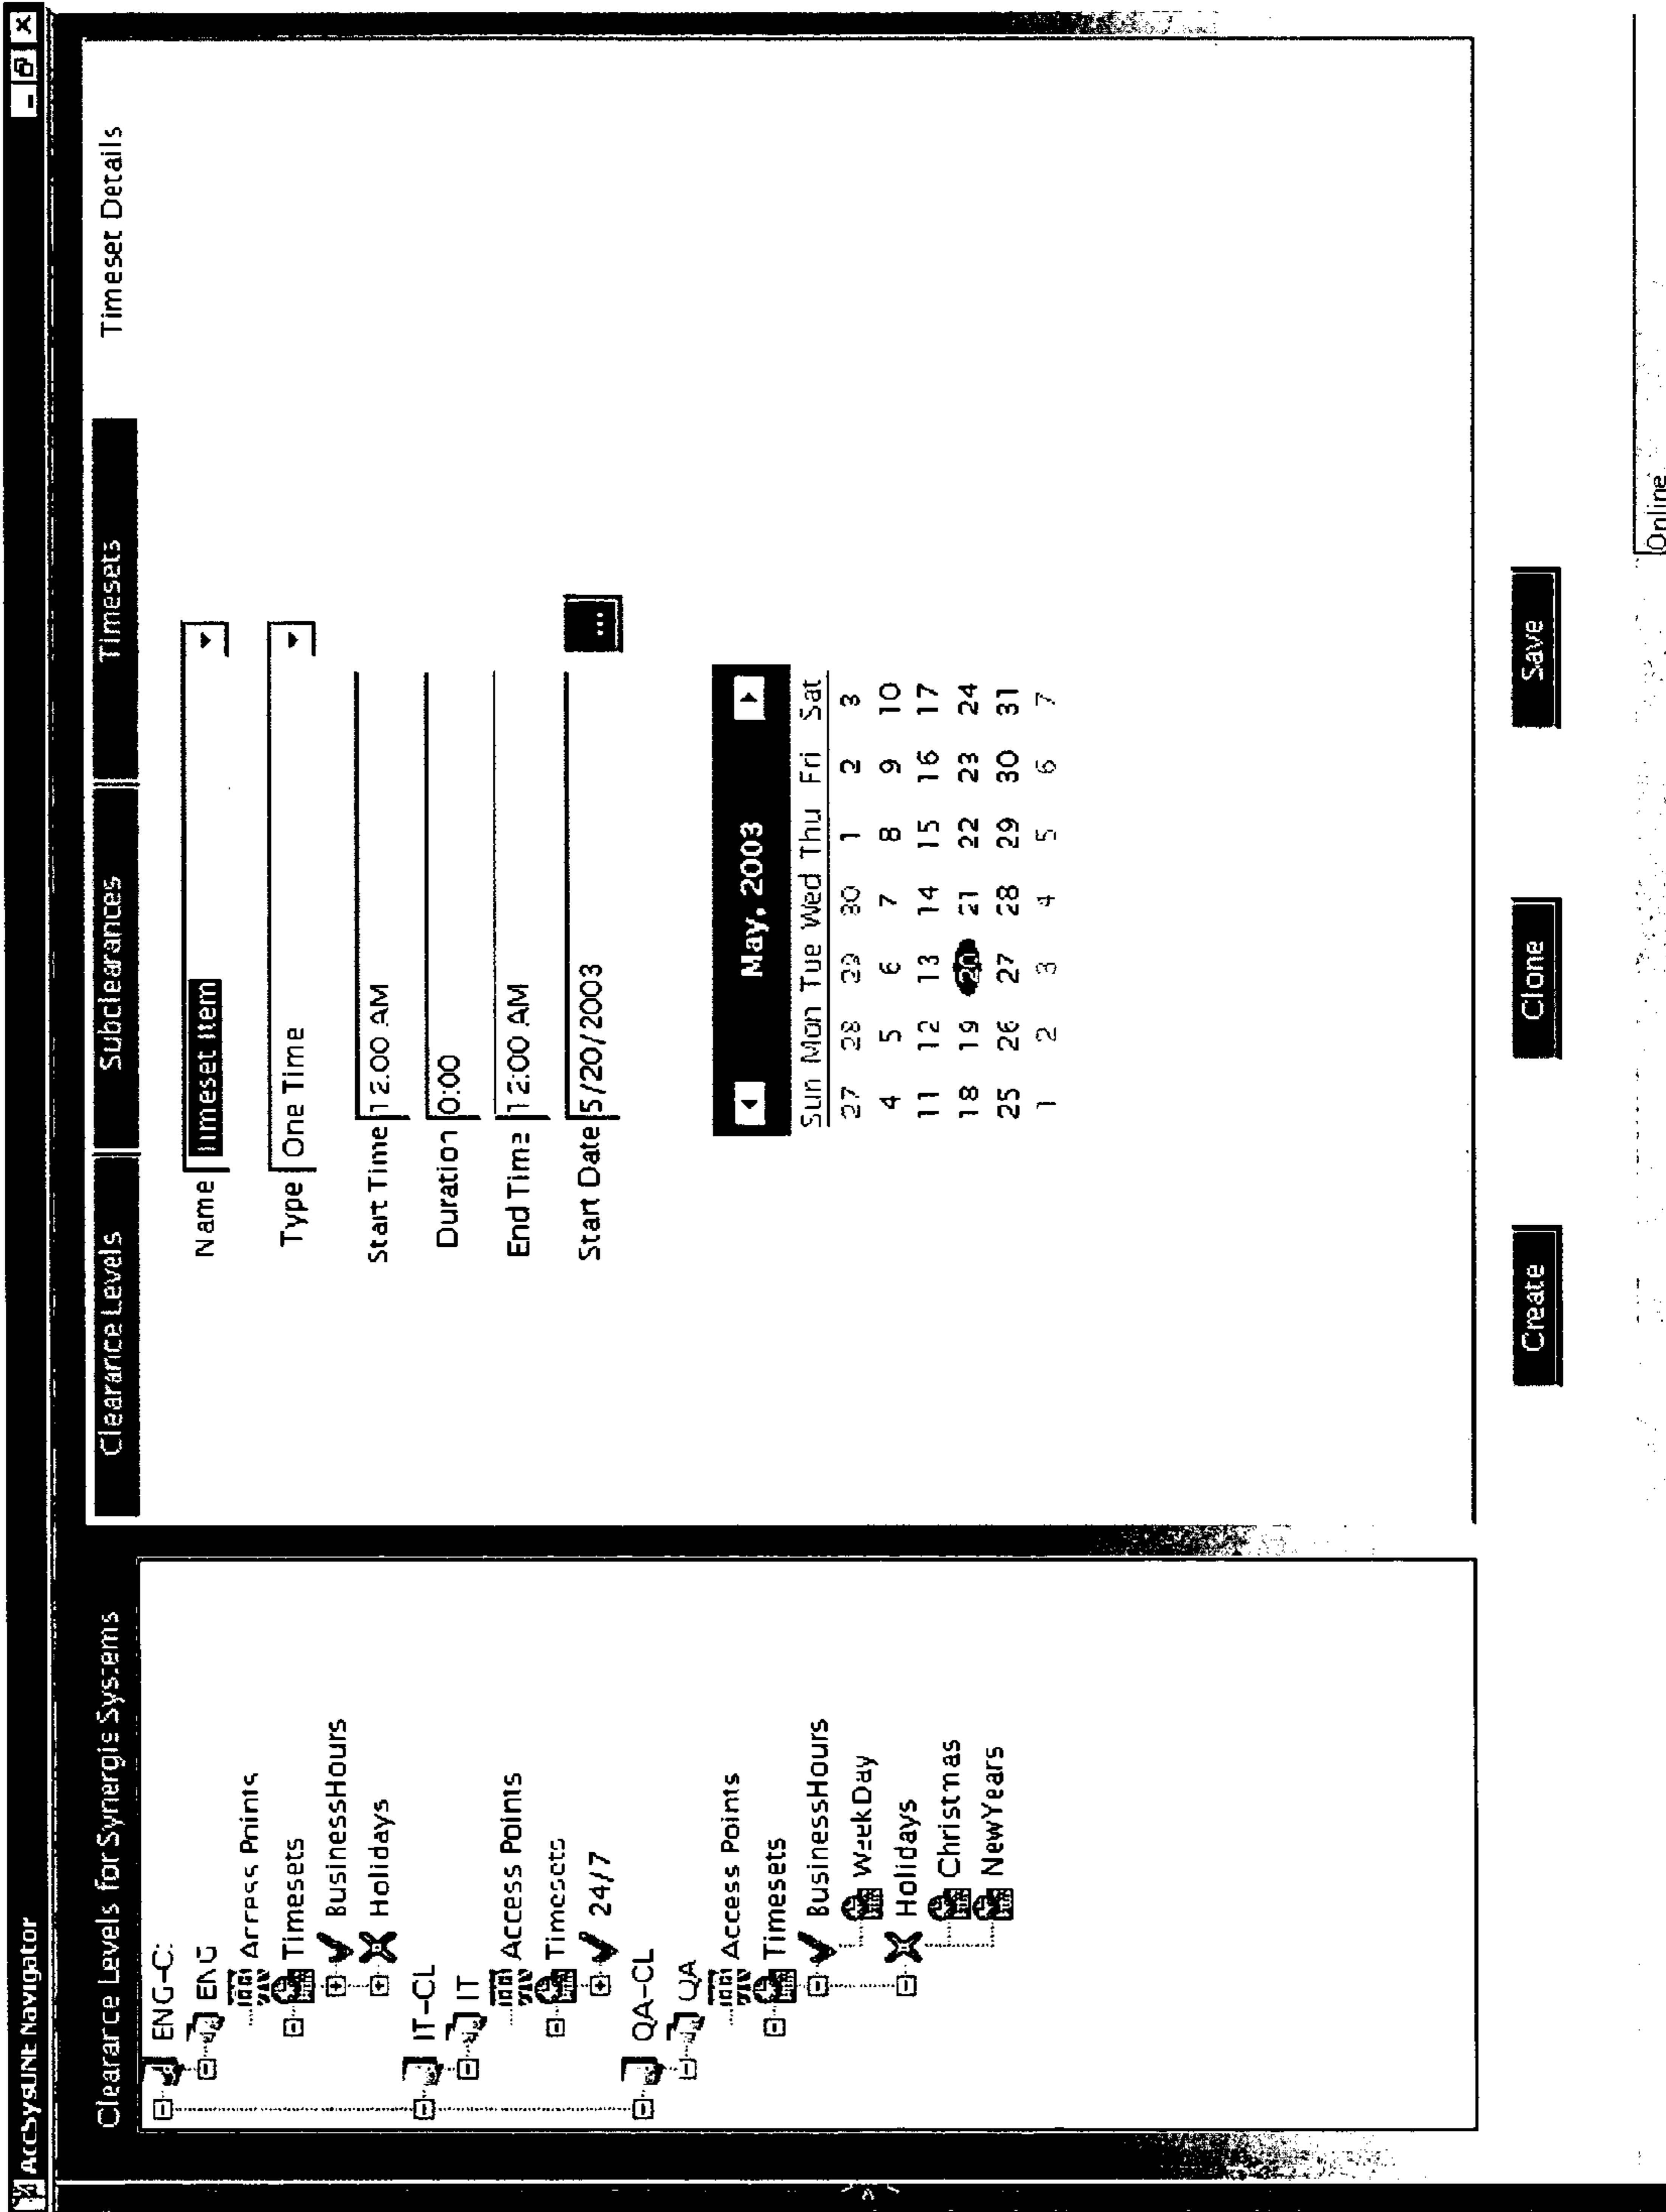 AccSysONE Navigator
Clearance Levels for Synergis Systems
ENG-CL
ENG
Access Points
Timesets
BusinessHours
Holidays
IT-CL
IT
Access Points
Timesets
24/7
QA-CL
QA
Access Points
Timesets
BusinessHours
WeekDay
Holidays
Christmas
NewYears
Clearance Levels
Subclearances
Timesets
Timeset Details
Name Timeset Item
Type One Time
Start Time 12:00 AM
Duration 0:00
End Time 12:00 AM
Start Date 5/20/2003 ...
May, 2003
Sun Mon Tue Wed Thu Fri Sat
27 28 29 30 1 2 3
4 5 6 7 8 9 10
11 12 13 14 15 16 17
18 19 20 21 22 23 24
25 26 27 28 29 30 31
1 2 3 4 5 6 7
Create
Clone
Save
Online